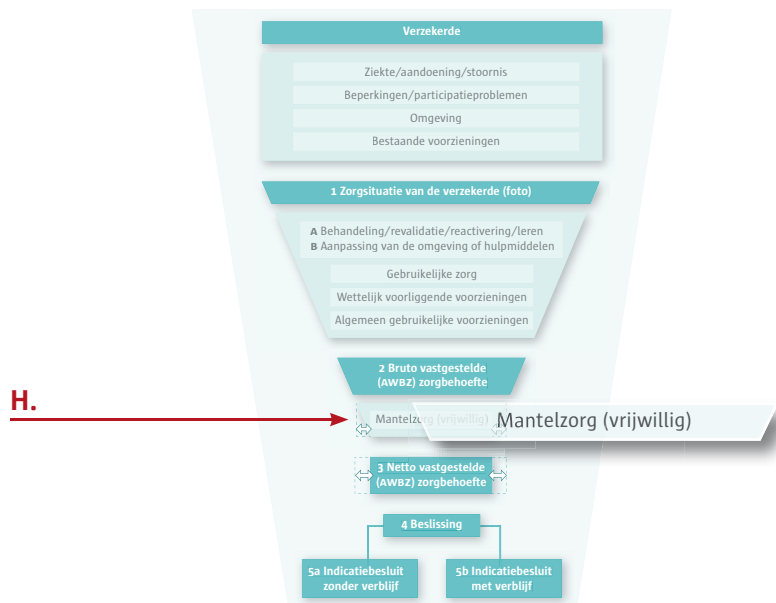 Verzekerde
Ziekte/aandoening/stoornis
Beperkingen/participatieproblemen
Omgeving
Bestaande voorzieningen
1 Zorgsituatie van de verzekerde (foto)
A Behandeling/revalidatie/reactivering/leren
B Aanpassing van de omgeving of hulpmiddelen
Gebruikelijke zorg
Wettelijk voorliggende voorzieningen
Algemeen gebruikelijke voorzieningen
2 Bruto vastgestelde
(AWBZ) zorgbehoefte
H.
Mantelzorg (vrijwillig)
Mantelzorg (vrijwillig)
3 Netto vastgestelde
(AWBZ) zorgbehoefte
4 Beslissing
5a Indicatiebesluit
zonder verblijf
5b Indicatiebesluit
met verblijf